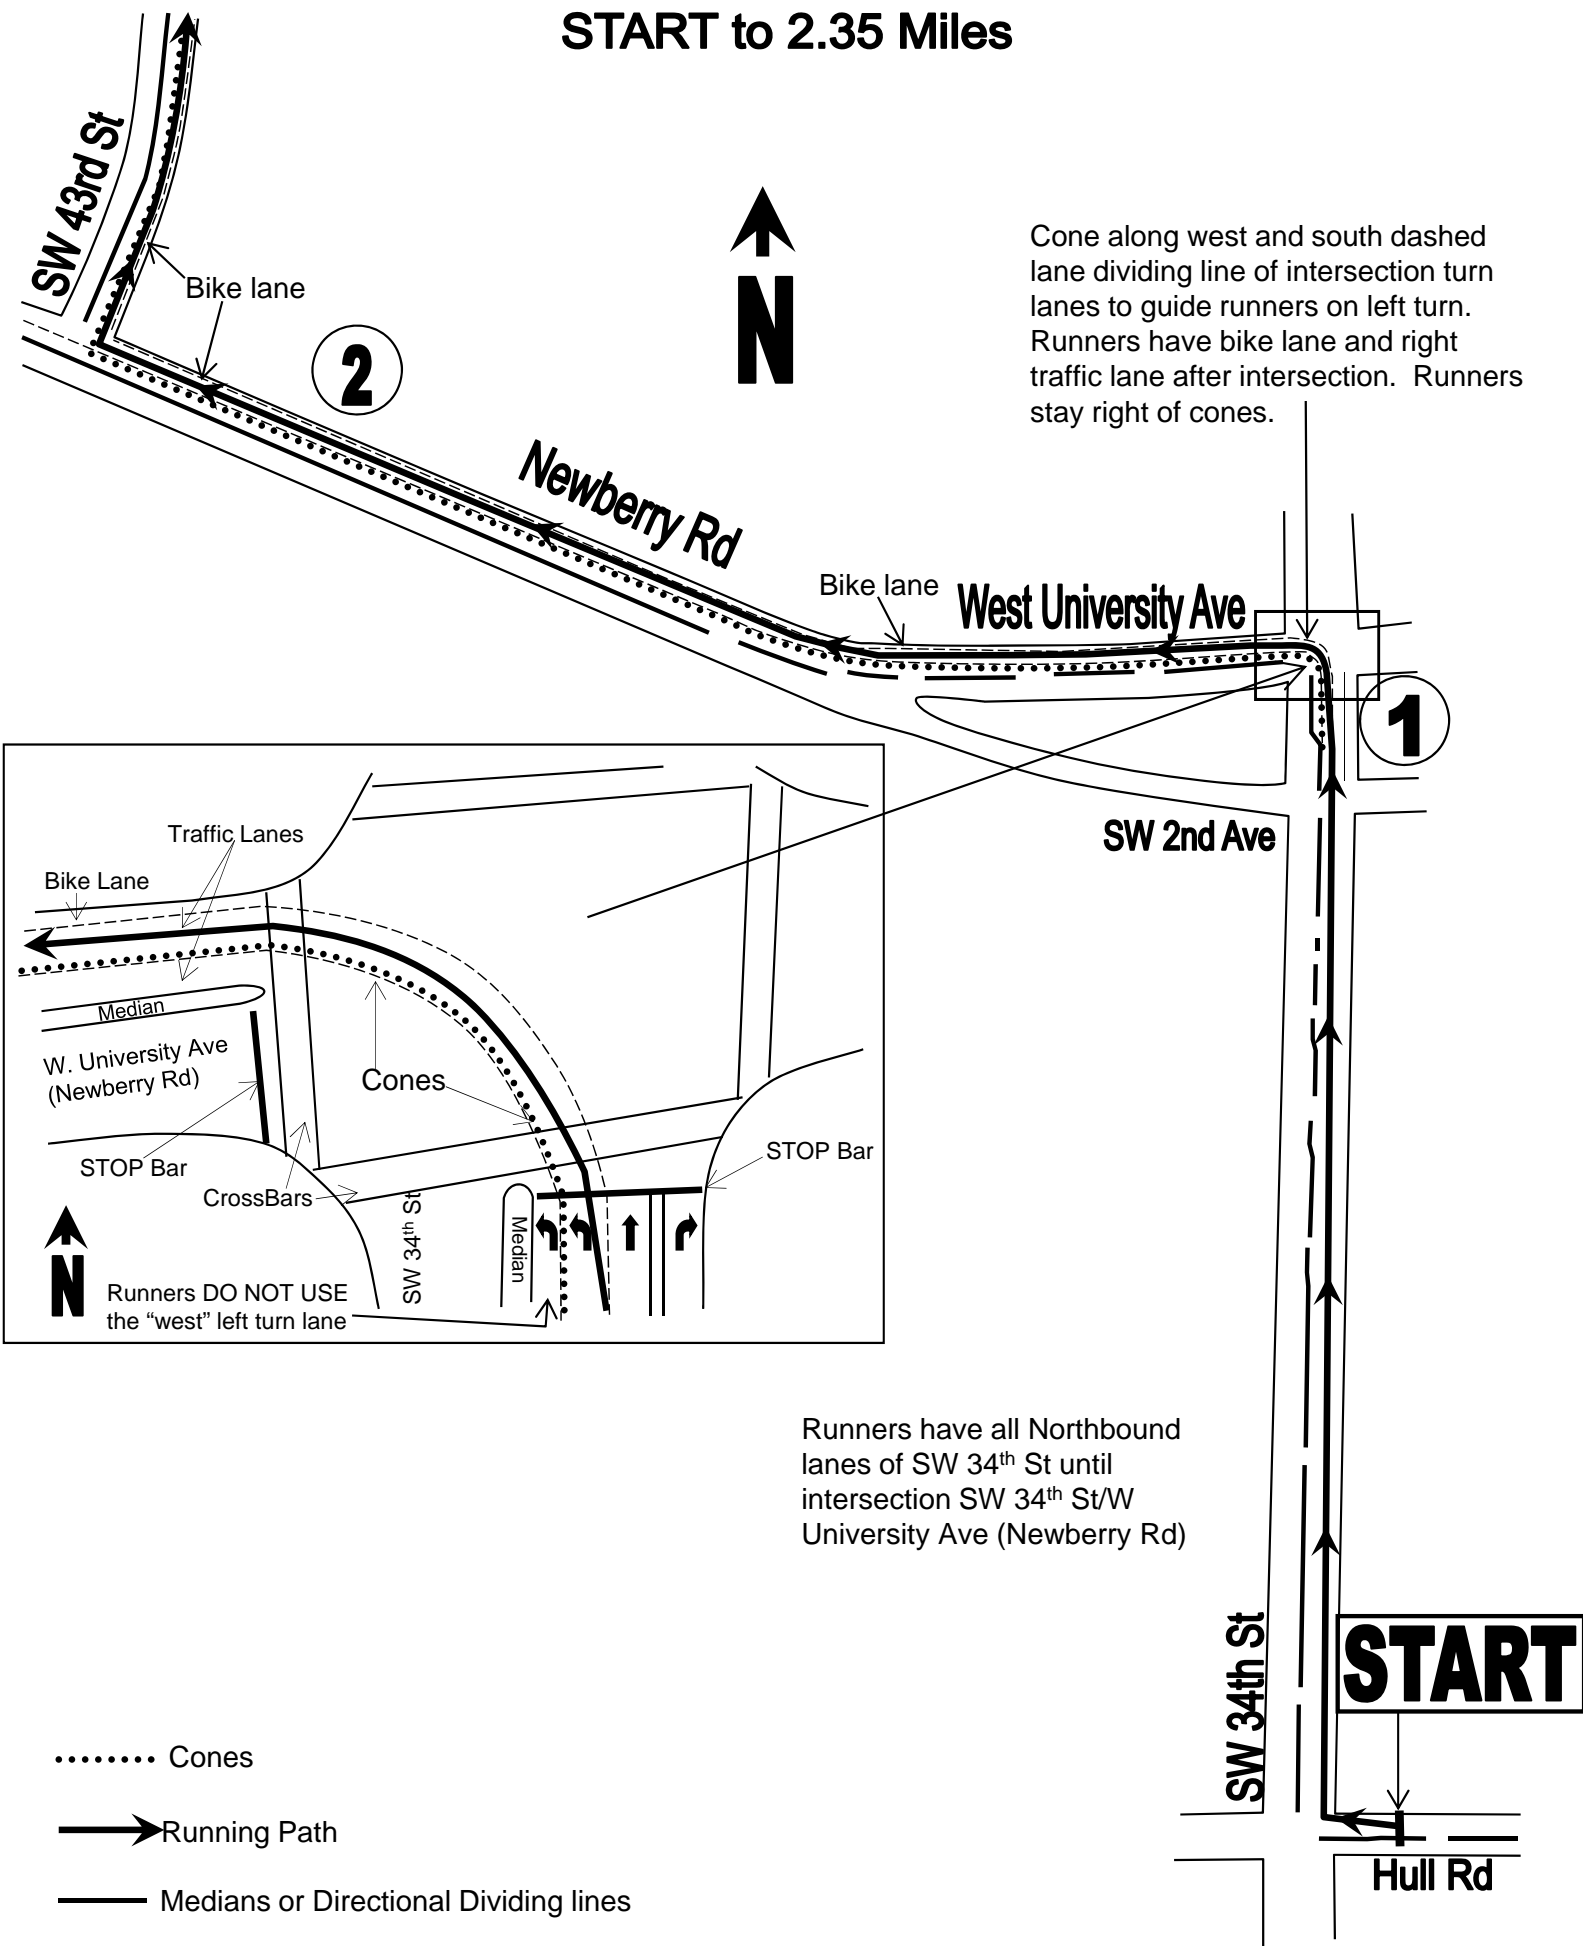 START to 2.35 Miles
SW 43rd St
Bike lane
2
N
Cone along west and south dashed
lane dividing line of intersection turn
lanes to guide runners on left turn.
Runners have bike lane and right
traffic lane after intersection.  Runners
stay right of cones.
Newberry Rd
Bike lane
West University Ave
1
SW 2nd Ave
Traffic Lanes
Bike Lane
Median
W. University Ave
(Newberry Rd)
Cones
STOP Bar
STOP Bar
CrossBars
SW 34th St
Median
N
Runners DO NOT USE
the “west” left turn lane
Runners have all Northbound
lanes of SW 34th St until
intersection SW 34th St/W
University Ave (Newberry Rd)
SW 34th St
START
Hull Rd
Cones
Running Path
Medians or Directional Dividing lines